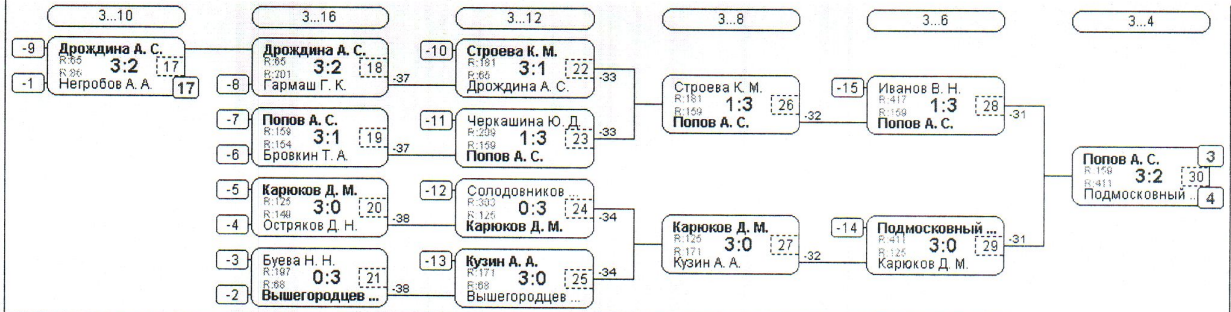 3...10
3...16
3...12
3...8
3...6
3...4
-9
Дрождина А. С.
R:65
3:2
17
R:86
-1
Негробов А. А.
17
Дрождина А. С.
R:65
3:2
18
R:201
-8
Гармаш Г. К.
-37
-7
Попов А. С.
R:159
3:1
19
R:154
-6
Бровкин Т. А.
-37
-5
Карюков Д. М.
R:125
3:0
20
R:149
-4
Остряков Д. Н.
-38
-3
Буева Н. Н.
R:197
0:3
21
R:68
-2
Вышегородцев ...
-38
-10
Строева К. М.
R:181
3:1
22
R:65
Дрождина А. С.
-33
-11
Черкашина Ю. Д.
R:209
1:3
23
R:159
Попов А. С.
-33
-12
Солодовников ...
R:303
0:3
24
R:125
Карюков Д. М.
-34
-13
Кузин А. А.
R:171
3:0
25
R:68
Вышегородцев ...
-34
Строева К. М.
R:181
1:3
26
R:159
Попов А. С.
-32
Карюков Д. М.
R:125
3:0
27
R:171
Кузин А. А.
-32
-15
Иванов В. Н.
R:417
1:3
28
R:159
Попов А. С.
-31
-14
Подмосковный ...
R:411
3:0
29
R:125
Карюков Д. М.
-31
Попов А. С.
3
R:159
3:2
30
R:411
Подмосковный ...
4